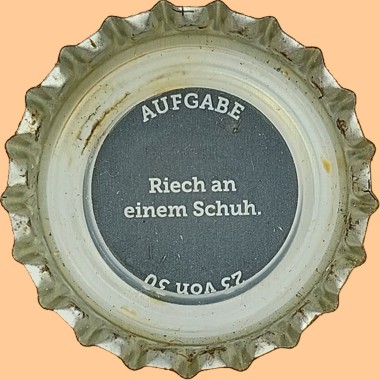 AUFGABE
Riech an
einem Schuh.
23 von 30